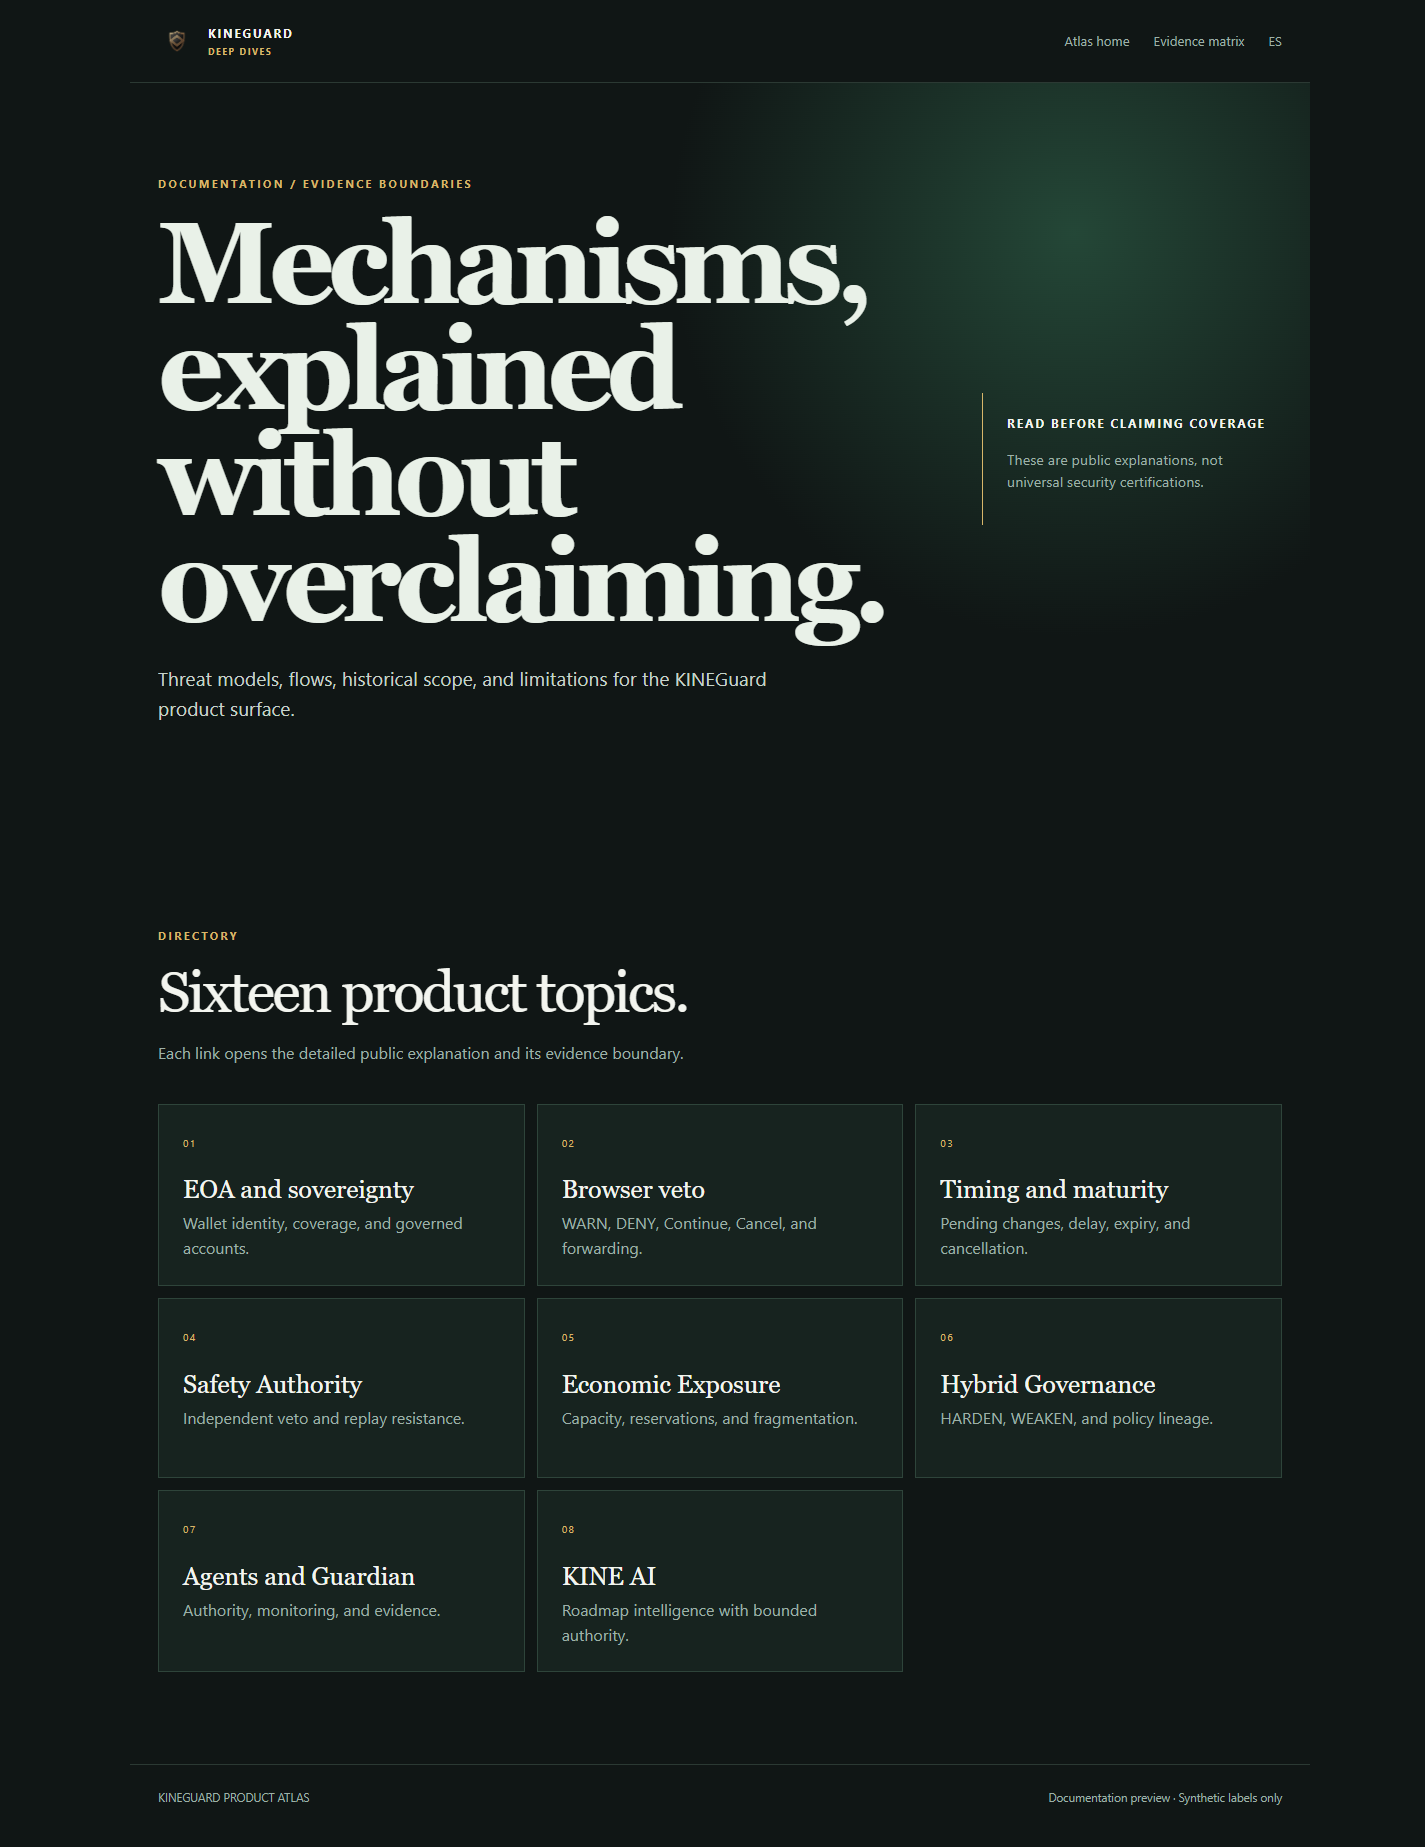 KINEGUARD
DEEP DIVES
Atlas home
Evidence matrix
ES
DOCUMENTATION / EVIDENCE BOUNDARIES
Mechanisms,
explained
without
overclaiming.
READ BEFORE CLAIMING COVERAGE
These are public explanations, not
universal security certifications.
Threat models, flows, historical scope, and limitations for the KINEGuard
product surface.
DIRECTORY
Sixteen product topics.
Each link opens the detailed public explanation and its evidence boundary.
01
EOA and sovereignty
Wallet identity, coverage, and governed
accounts.
02
Browser veto
WARN, DENY, Continue, Cancel, and
forwarding.
03
Timing and maturity
Pending changes, delay, expiry, and
cancellation.
04
Safety Authority
Independent veto and replay resistance.
05
Economic Exposure
Capacity, reservations, and fragmentation.
06
Hybrid Governance
HARDEN, WEAKEN, and policy lineage.
07
Agents and Guardian
Authority, monitoring, and evidence.
08
KINE AI
Roadmap intelligence with bounded
authority.
KINEGUARD PRODUCT ATLAS
Documentation preview · Synthetic labels only